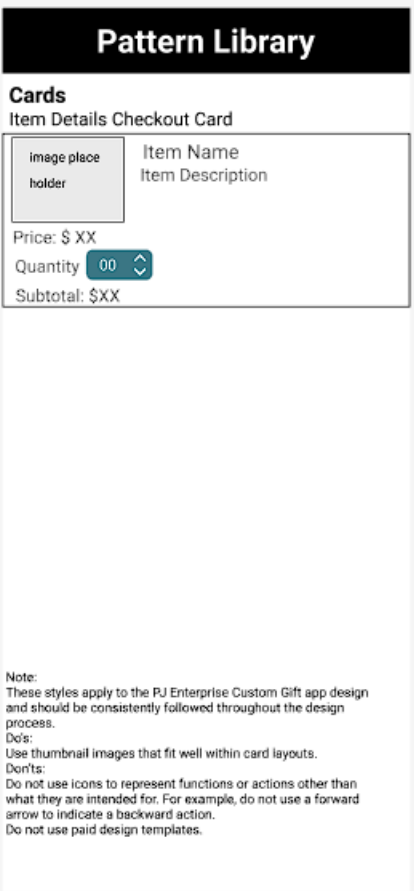 Pattern Library
Cards
Item Details Checkout Card
image place
holder
Item Name
Item Description
Price: $ XX
Quantity 00
Subtotal: $XX
Note:
These styles apply to the PJ Enterprise Custom Gift app design
and should be consistently followed throughout the design
process.
Do's:
Use thumbnail images that fit well within card layouts.
Don'ts:
Do not use icons to represent functions or actions other than
what they are intended for. For example, do not use a forward
arrow to indicate a backward action.
Do not use paid design templates.